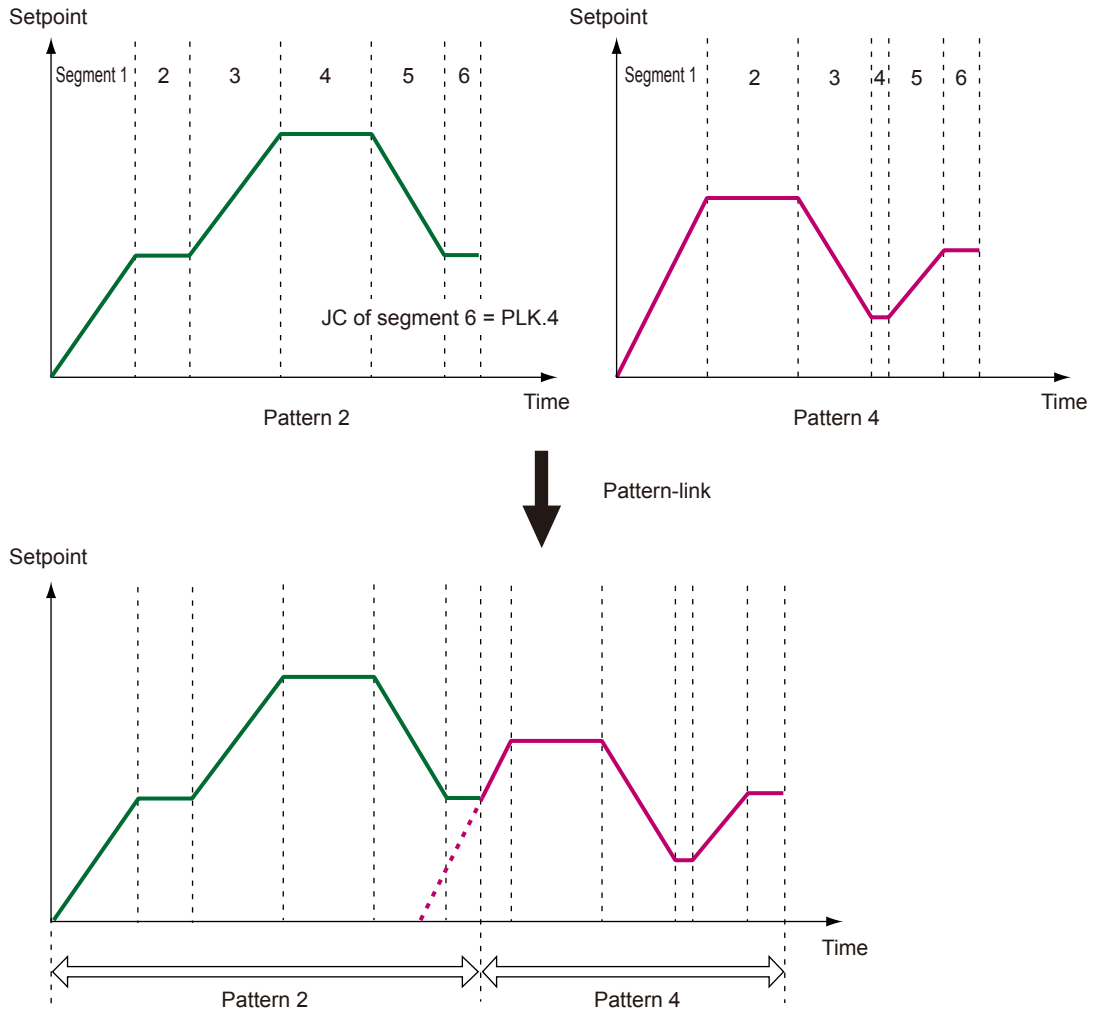 Setpoint
Segment 1 2 3 4 5 6
JC of segment 6 = PLK.4
Time
Pattern 2
Setpoint
Segment 1 2 3 4 5 6
Time
Pattern 4
Pattern-link
Setpoint
Time
Pattern 2 Pattern 4